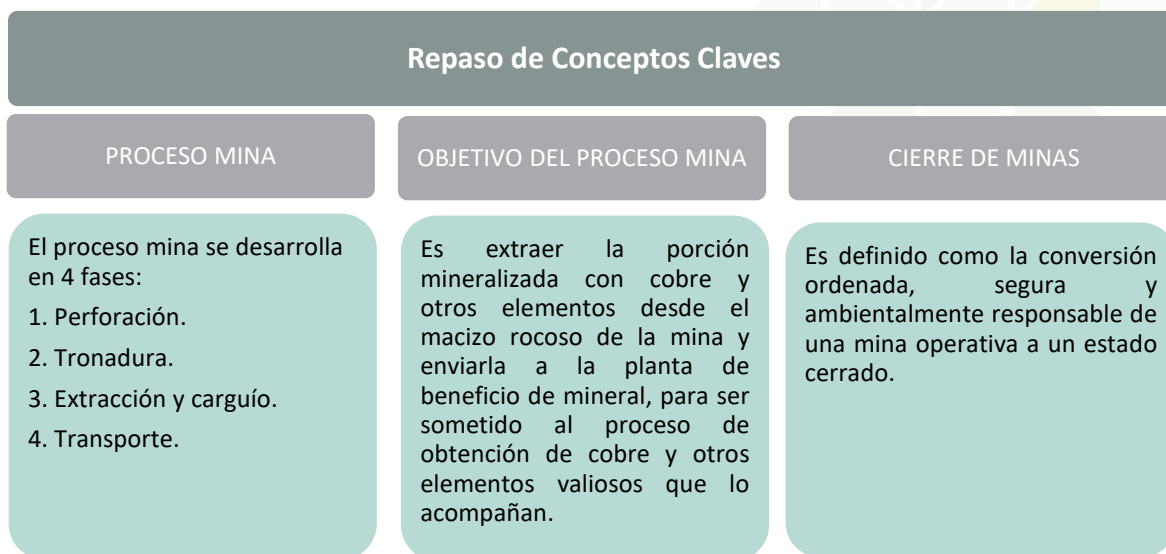 Repaso de Conceptos Claves
PROCESO MINA
El proceso mina se desarrolla
en 4 fases:
1. Perforación.
2. Tronadura.
3. Extracción y carguío.
4. Transporte.
OBJETIVO DEL PROCESO MINA
Es extraer la porción
mineralizada con cobre y
otros elementos desde el
macizo rocoso de la mina y
enviarla a la planta de
beneficio de mineral, para ser
sometido al proceso de
obtención de cobre y otros
elementos valiosos que lo
acompañan.
CIERRE DE MINAS
Es definido como la conversión
ordenada, segura y
ambientalmente responsable de
una mina operativa a un estado
cerrado.